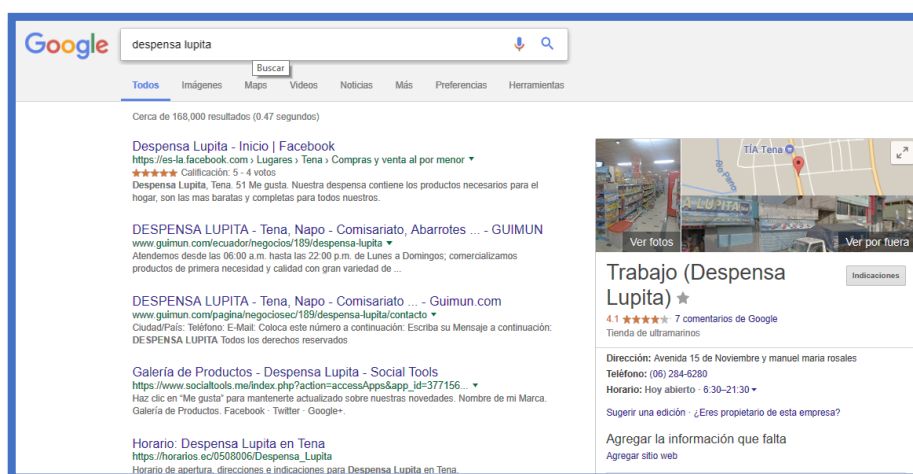 Google
despensa lupita
Buscar
Todos Imágenes Maps Videos Noticias Más Preferencias Herramientas
Cerca de 168,000 resultados (0.47 segundos)
Despensa Lupita - Inicio | Facebook
https://es-la.facebook.com › Lugares › Tena › Compras y venta al por menor
Calificación: 5 - 4 votos
Despensa Lupita, Tena. 51 Me gusta. Nuestra despensa contiene los productos necesarios para el
hogar, son las mas baratas y completas para todos nuestros.
DESPENSA LUPITA - Tena, Napo - Comisariato, Abarrotes ... - GUIMUN
www.guimun.com/ecuador/negocios/189/despensa-lupita
Atendemos desde las 06:00 a.m. hasta las 22:00 p.m. de Lunes a Domingos; comercializamos
productos de primera necesidad y calidad con gran variedad de ...
DESPENSA LUPITA - Tena, Napo - Comisariato ... - Guimun.com
www.guimun.com/pagina/negociosec/189/despensa-lupita/contacto
Ciudad/País: Teléfono: E-Mail: Coloca este número a continuación: Escriba su Mensaje a continuación:
DESPENSA LUPITA Todos los derechos reservados
Galería de Productos - Despensa Lupita - Social Tools
https://www.socialtools.me/index.php?action=accessApps&app_id=377156...
Haz clic en "Me gusta" para mantenerte actualizado sobre nuestras novedades. Nombre de mi Marca.
Galería de Productos. Facebook · Twitter · Google+.
Horario: Despensa Lupita en Tena
https://horarios.ec/0508006/Despensa_Lupita
Horario de apertura, direcciones e indicaciones para Despensa Lupita en Tena.
TÍA Tena
Río Pano
LUPITA
Ver fotos
Ver por fuera
Trabajo (Despensa
Lupita)
Indicaciones
4.1 7 comentarios de Google
Tienda de ultramarinos
Dirección: Avenida 15 de Noviembre y manuel maria rosales
Teléfono: (06) 284-6280
Horario: Hoy abierto · 6:30–21:30
Sugerir una edición · ¿Eres propietario de esta empresa?
Agregar la información que falta
Agregar sitio web